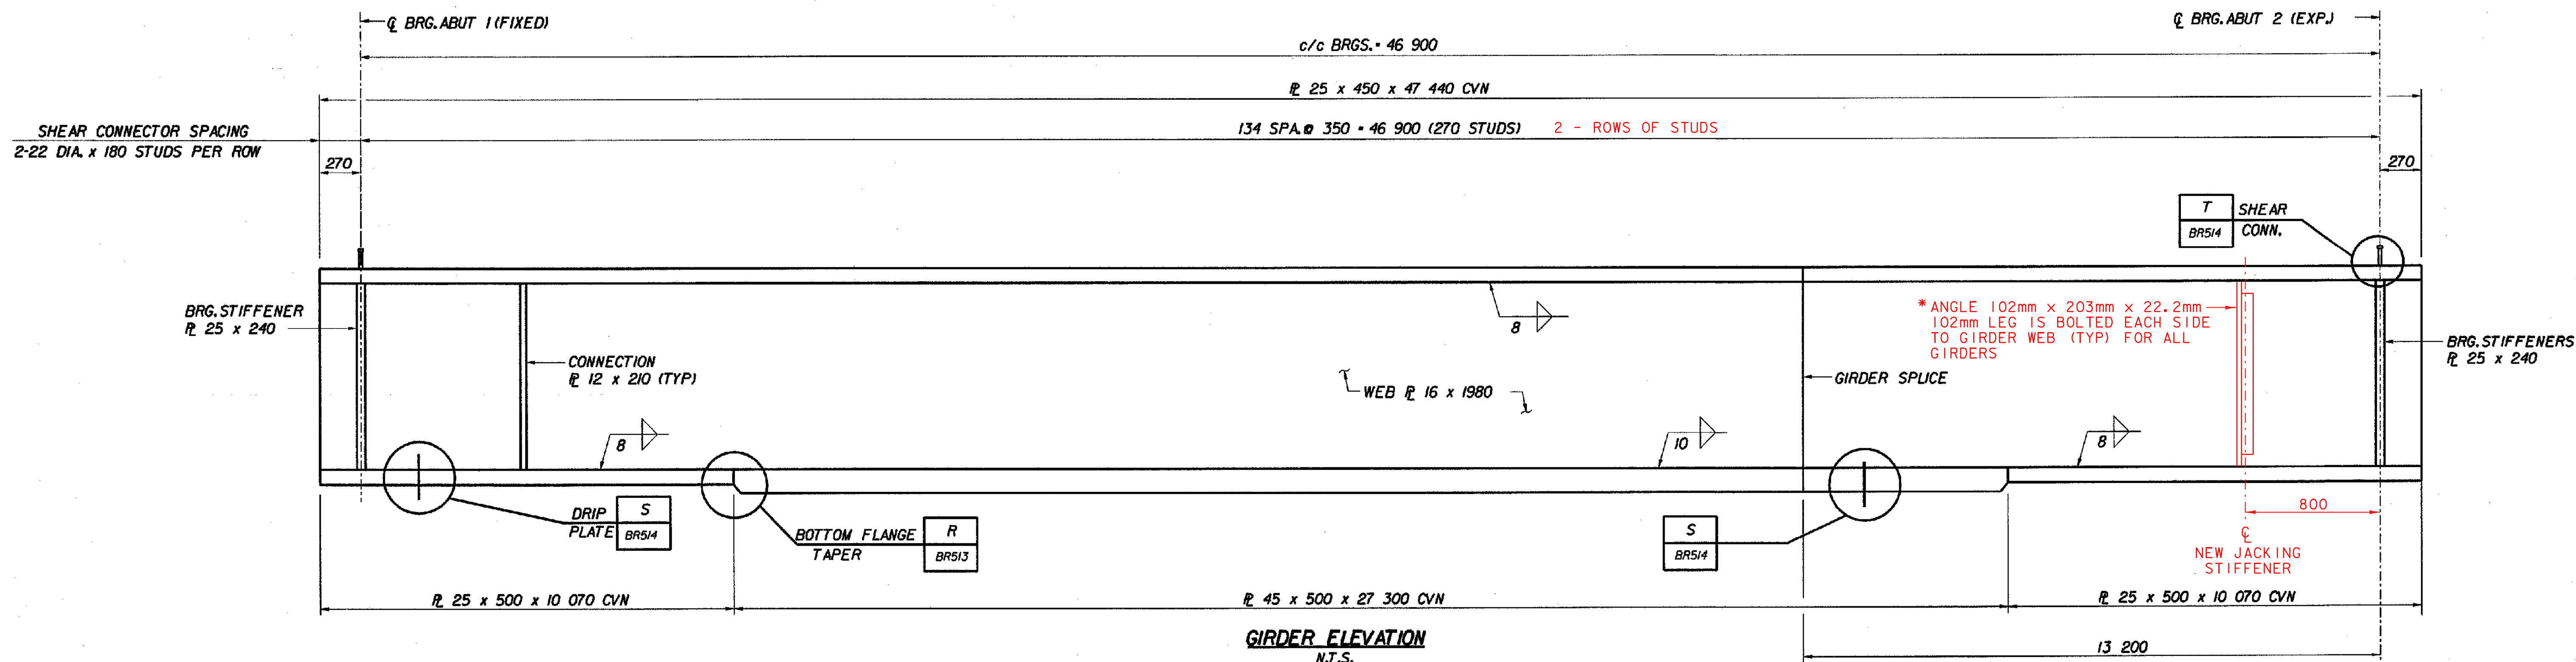 ℄ BRG. ABUT 1 (FIXED)
℄ BRG. ABUT 2 (EXP.)
c/c BRGS. = 46 900
℄ 25 x 450 x 47 440 CVN
SHEAR CONNECTOR SPACING
2-22 DIA. x 180 STUDS PER ROW
134 SPA. @ 350 = 46 900 (270 STUDS) 2 - ROWS OF STUDS
270
270
T
BR514
SHEAR
CONN.
BRG. STIFFENER
℄ 25 x 240
8
*ANGLE 102mm x 203mm x 22.2mm
102mm LEG IS BOLTED EACH SIDE
TO GIRDER WEB (TYP) FOR ALL
GIRDERS
BRG. STIFFENERS
℄ 25 x 240
CONNECTION
℄ 12 x 210 (TYP)
WEB ℄ 16 x 1980
GIRDER SPLICE
8
10
8
DRIP
PLATE
S
BR514
BOTTOM FLANGE
TAPER
R
BR513
S
BR514
800
℄
NEW JACKING
STIFFENER
℄ 25 x 500 x 10 070 CVN
℄ 45 x 500 x 27 300 CVN
℄ 25 x 500 x 10 070 CVN
GIRDER ELEVATION
N.T.S.
13 200